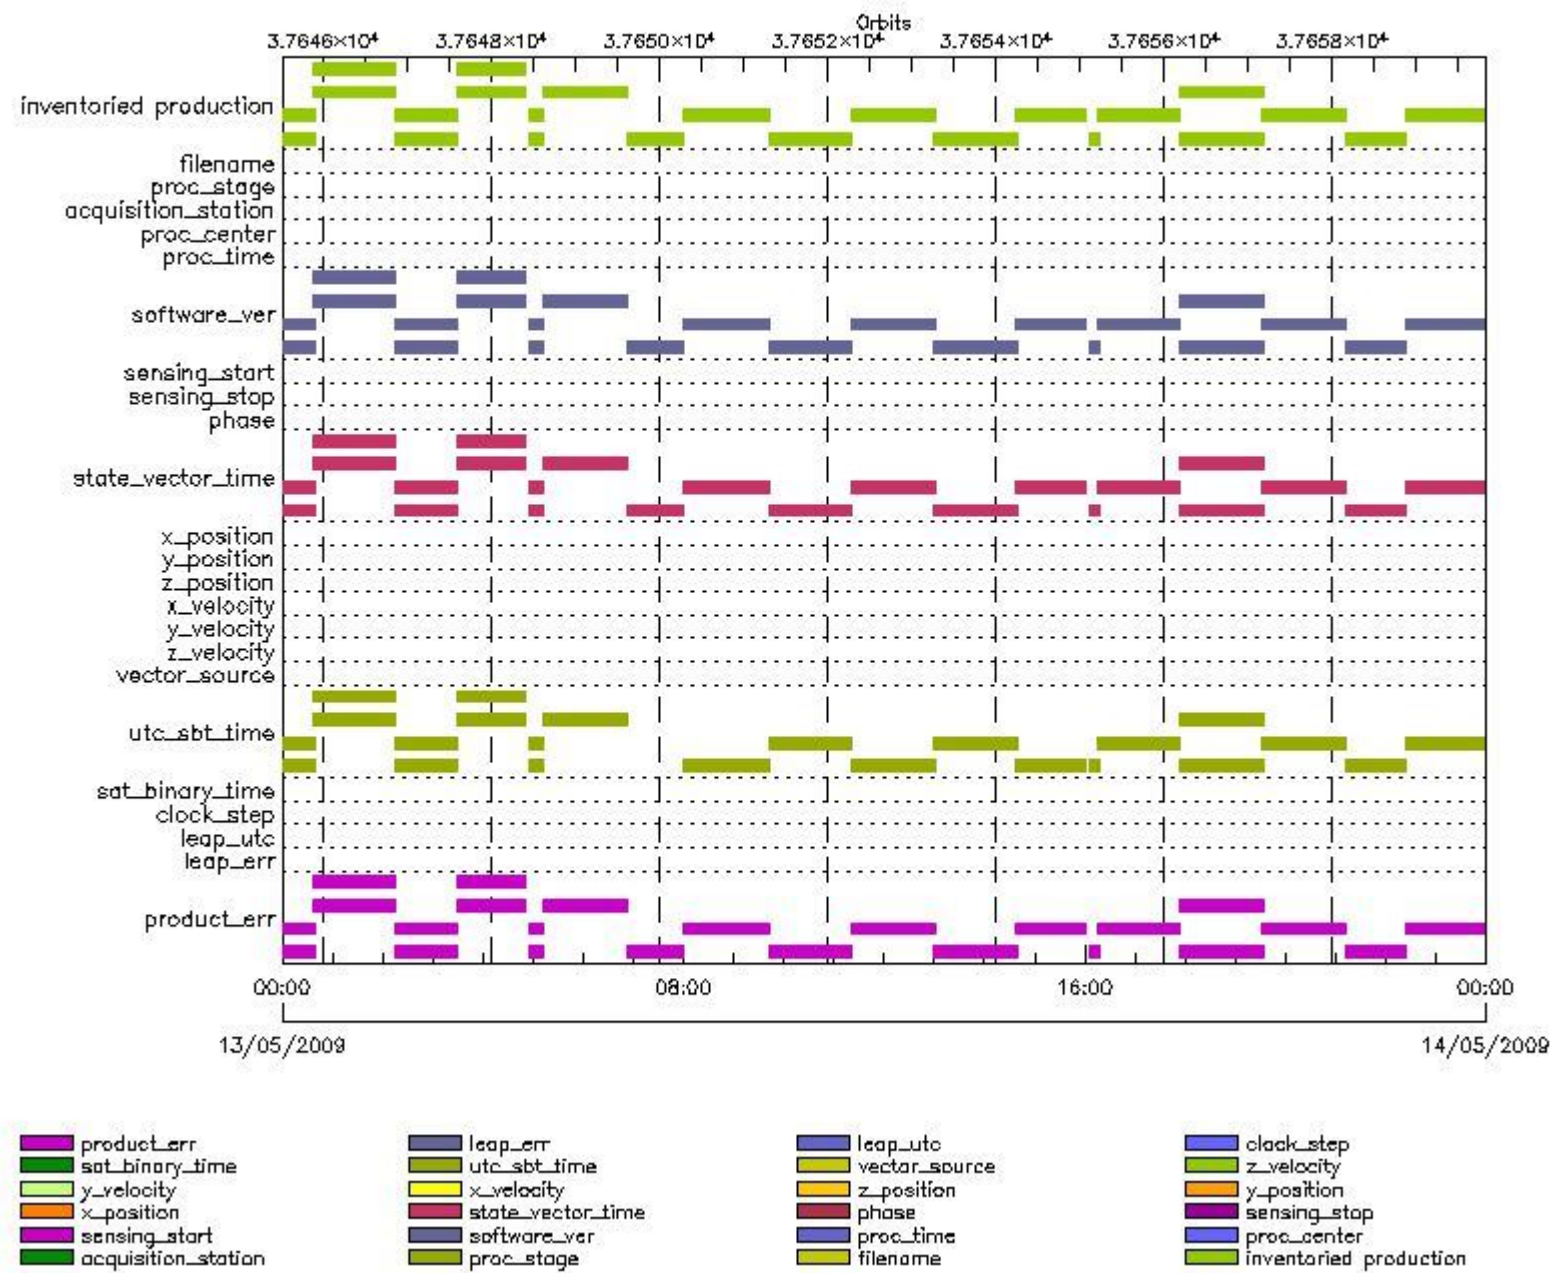 Orbits
3.7646×10⁴ 3.7648×10⁴ 3.7650×10⁴ 3.7652×10⁴ 3.7654×10⁴ 3.7656×10⁴ 3.7658×10⁴
inventoried production
filename
proc_stage
acquisition_station
proc_center
proc_time
software_ver
sensing_start
sensing_stop
phase
state_vector_time
x_position
y_position
z_position
x_velocity
y_velocity
z_velocity
vector_source
utc_sbt_time
sat_binary_time
clock_step
leap_utc
leap_err
product_err
00:00 08:00 16:00 00:00
13/05/2009 14/05/2009
product_err leap_err leap_utc clock_step
sat_binary_time utc_sbt_time vector_source z_velocity
y_velocity x_velocity z_position y_position
x_position state_vector_time phase sensing_stop
sensing_start software_ver proc_time proc_center
acquisition_station proc_stage filename inventoried production